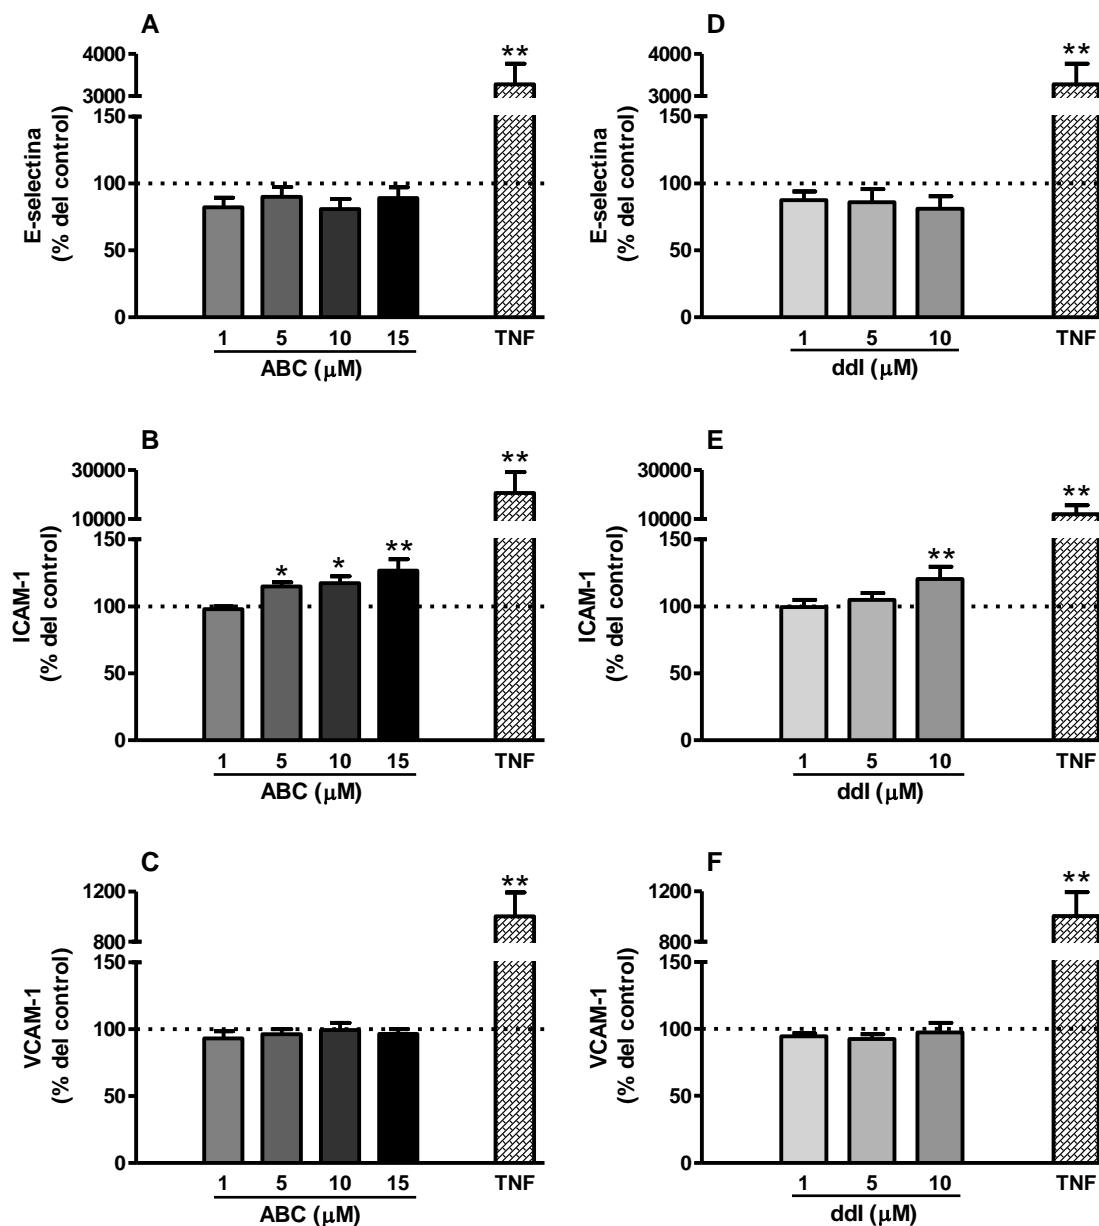 A
4000
**
3000
150
100
50
0
E-selectina
(% del control)
1 5 10 15 TNF
ABC (μM)
D
4000
**
3000
150
100
50
0
E-selectina
(% del control)
1 5 10 TNF
ddI (μM)
B
30000
**
10000
150
* * **
100
50
0
ICAM-1
(% del control)
1 5 10 15 TNF
ABC (μM)
E
30000
**
10000
150
**
100
50
0
ICAM-1
(% del control)
1 5 10 TNF
ddI (μM)
C
1200
**
800
150
100
50
0
VCAM-1
(% del control)
1 5 10 15 TNF
ABC (μM)
F
1200
**
800
150
100
50
0
VCAM-1
(% del control)
1 5 10 TNF
ddI (μM)